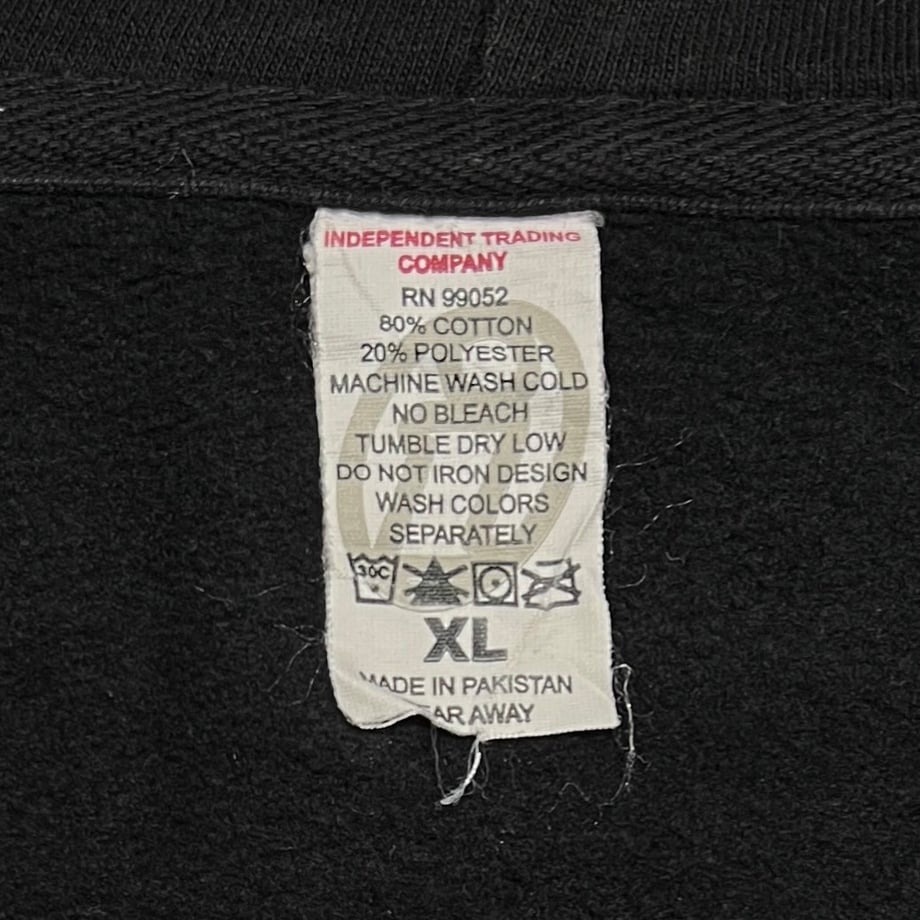 INDEPENDENT TRADING
COMPANY
RN 99052
80% COTTON
20% POLYESTER
MACHINE WASH COLD
NO BLEACH
TUMBLE DRY LOW
DO NOT IRON DESIGN
WASH COLORS
SEPARATELY
30C
XL
MADE IN PAKISTAN
AWAY